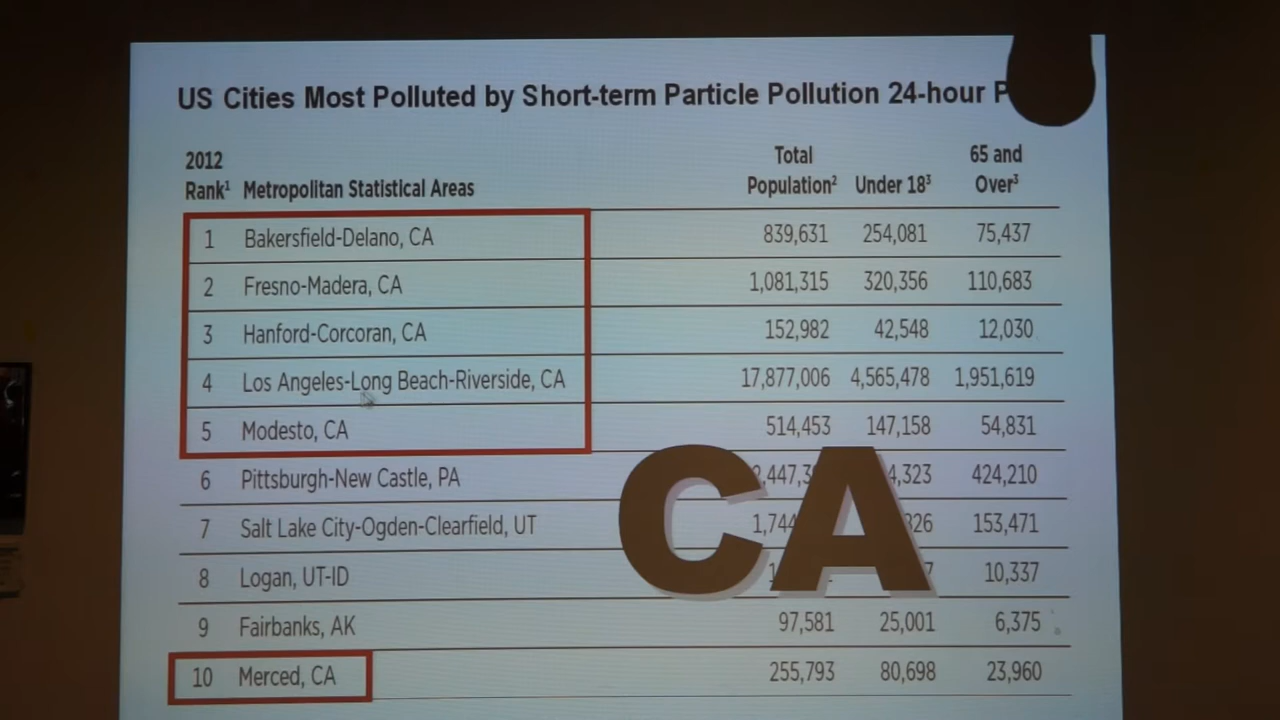 US Cities Most Polluted by Short-term Particle Pollution 24-hour
2012 Total 65 and
Rank¹ Metropolitan Statistical Areas Population² Under 18³ Over³
1 Bakersfield-Delano, CA 839,631 254,081 75,437
2 Fresno-Madera, CA 1,081,315 320,356 110,683
3 Hanford-Corcoran, CA 152,982 42,548 12,030
4 Los Angeles-Long Beach-Riverside, CA 17,877,006 4,565,478 1,951,619
5 Modesto, CA 514,453 147,158 54,831
6 Pittsburgh-New Castle, PA 424,210
7 Salt Lake City-Ogden-Clearfield, UT 153,471
CA
8 Logan, UT-ID 10,337
9 Fairbanks, AK 97,581 25,001 6,375
10 Merced, CA 255,793 80,698 23,960